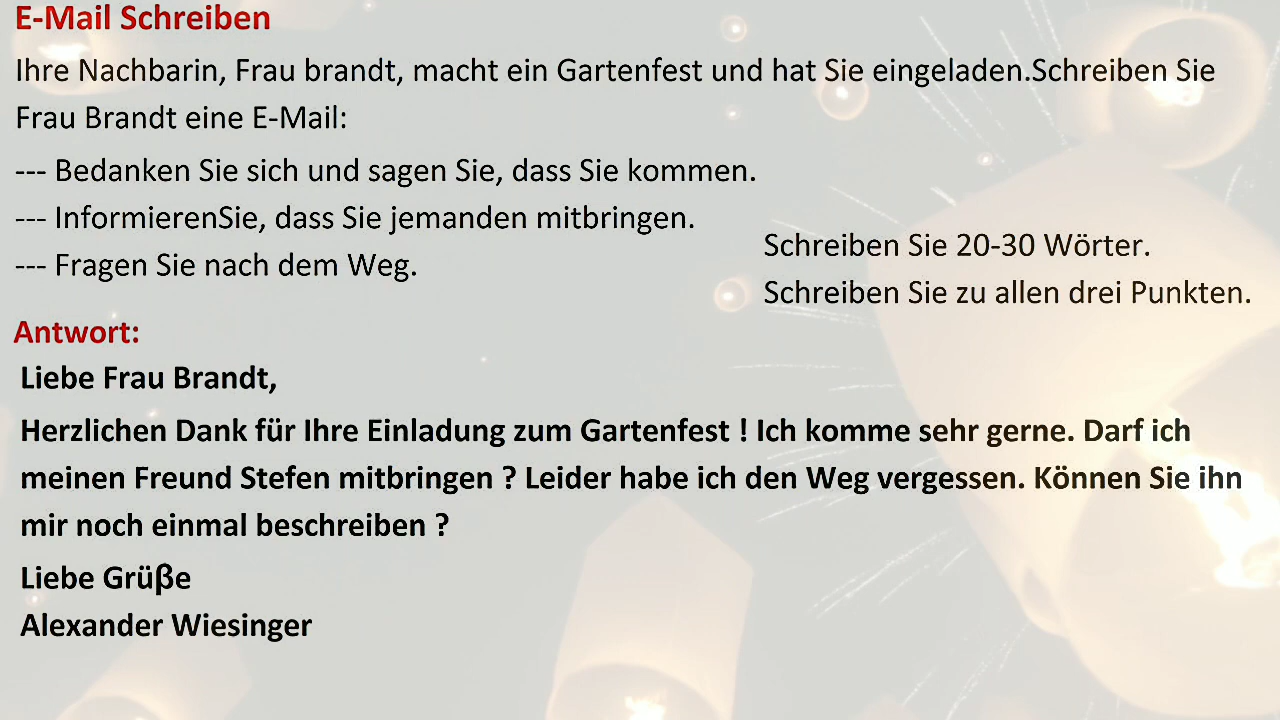 E-Mail Schreiben
Ihre Nachbarin, Frau brandt, macht ein Gartenfest und hat Sie eingeladen.Schreiben Sie
Frau Brandt eine E-Mail:
--- Bedanken Sie sich und sagen Sie, dass Sie kommen.
--- InformierenSie, dass Sie jemanden mitbringen.
--- Fragen Sie nach dem Weg.
Schreiben Sie 20-30 Wörter.
Schreiben Sie zu allen drei Punkten.
Antwort:
Liebe Frau Brandt,
Herzlichen Dank für Ihre Einladung zum Gartenfest ! Ich komme sehr gerne. Darf ich
meinen Freund Stefen mitbringen ? Leider habe ich den Weg vergessen. Können Sie ihn
mir noch einmal beschreiben ?
Liebe Grüβe
Alexander Wiesinger